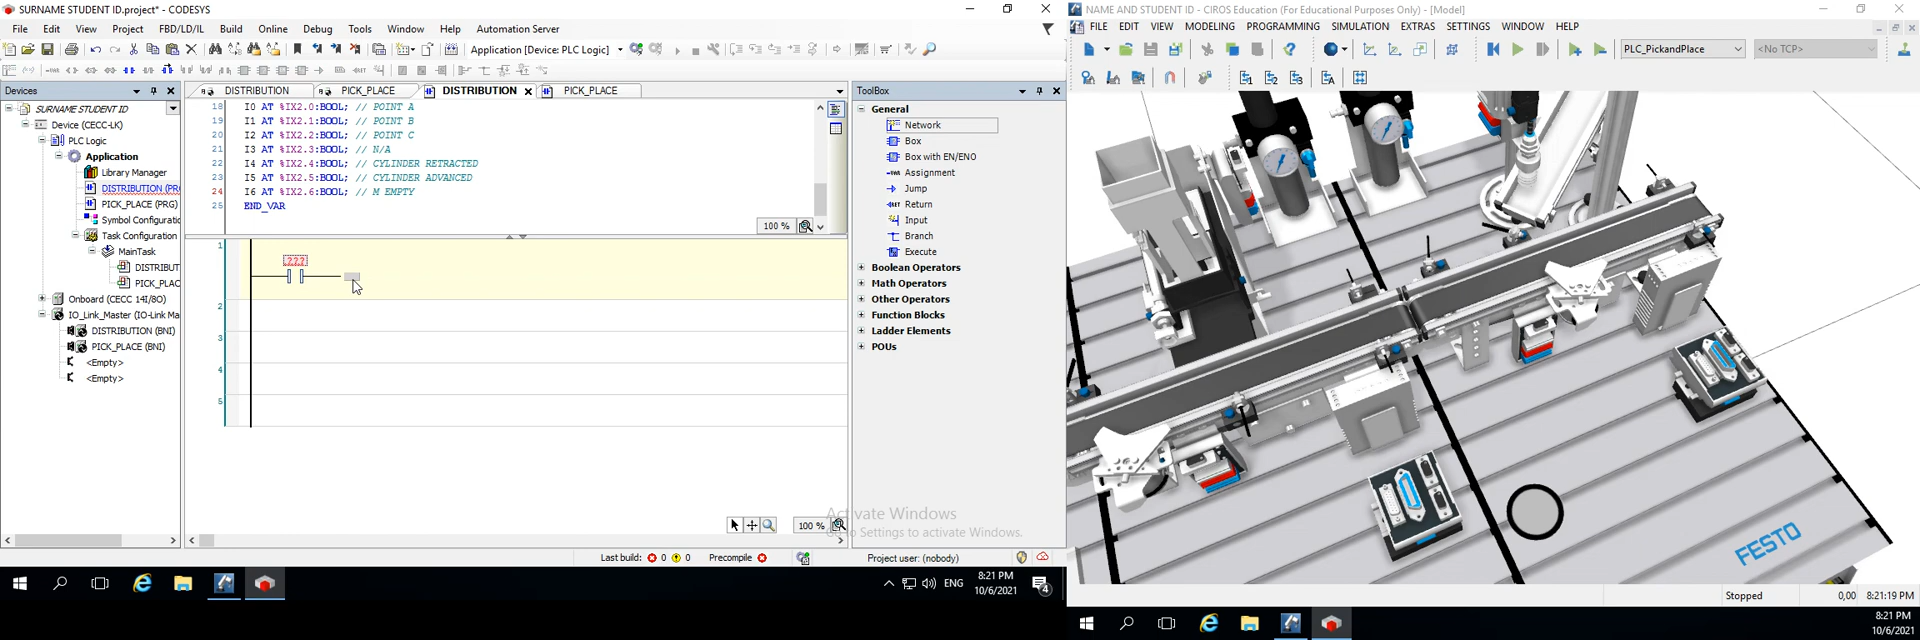 SURNAME STUDENT ID.project* - CODESYS
File Edit View Project FBD/LD/IL Build Online Debug Tools Window Help Automation Server
Application [Device: PLC Logic]
Devices
SURNAME STUDENT ID
Device (CECC-LK)
PLC Logic
Application
Library Manager
DISTRIBUTION (PR
PICK_PLACE (PRG)
Symbol Configuratio
Task Configuration
MainTask
DISTRIBUT
PICK_PLAC
Onboard (CECC 14I/8O)
IO_Link_Master (IO-Link Ma
DISTRIBUTION (BNI)
PICK_PLACE (BNI)
<Empty>
<Empty>
DISTRIBUTION PICK_PLACE DISTRIBUTION PICK_PLACE
18 I0 AT %IX2.0:BOOL; // POINT A
19 I1 AT %IX2.1:BOOL; // POINT B
20 I2 AT %IX2.2:BOOL; // POINT C
21 I3 AT %IX2.3:BOOL; // N/A
22 I4 AT %IX2.4:BOOL; // CYLINDER RETRACTED
23 I5 AT %IX2.5:BOOL; // CYLINDER ADVANCED
24 I6 AT %IX2.6:BOOL; // M EMPTY
25 END_VAR
100 %
1
???
2
3
4
5
100 %
ToolBox
General
Network
Box
Box with EN/ENO
Assignment
Jump
Return
Input
Branch
Execute
Boolean Operators
Math Operators
Other Operators
Function Blocks
Ladder Elements
POUs
Activate Windows
Go to Settings to activate Windows.
Last build: 0 0 Precompile Project user: (nobody)
ENG
8:21 PM
10/6/2021
4
NAME AND STUDENT ID - CIROS Education (For Educational Purposes Only) - [Model]
FILE EDIT VIEW MODELING PROGRAMMING SIMULATION EXTRAS SETTINGS WINDOW HELP
PLC_PickandPlace <No TCP>
FESTO
Stopped 0,00 8:21:19 PM
8:21 PM
10/6/2021